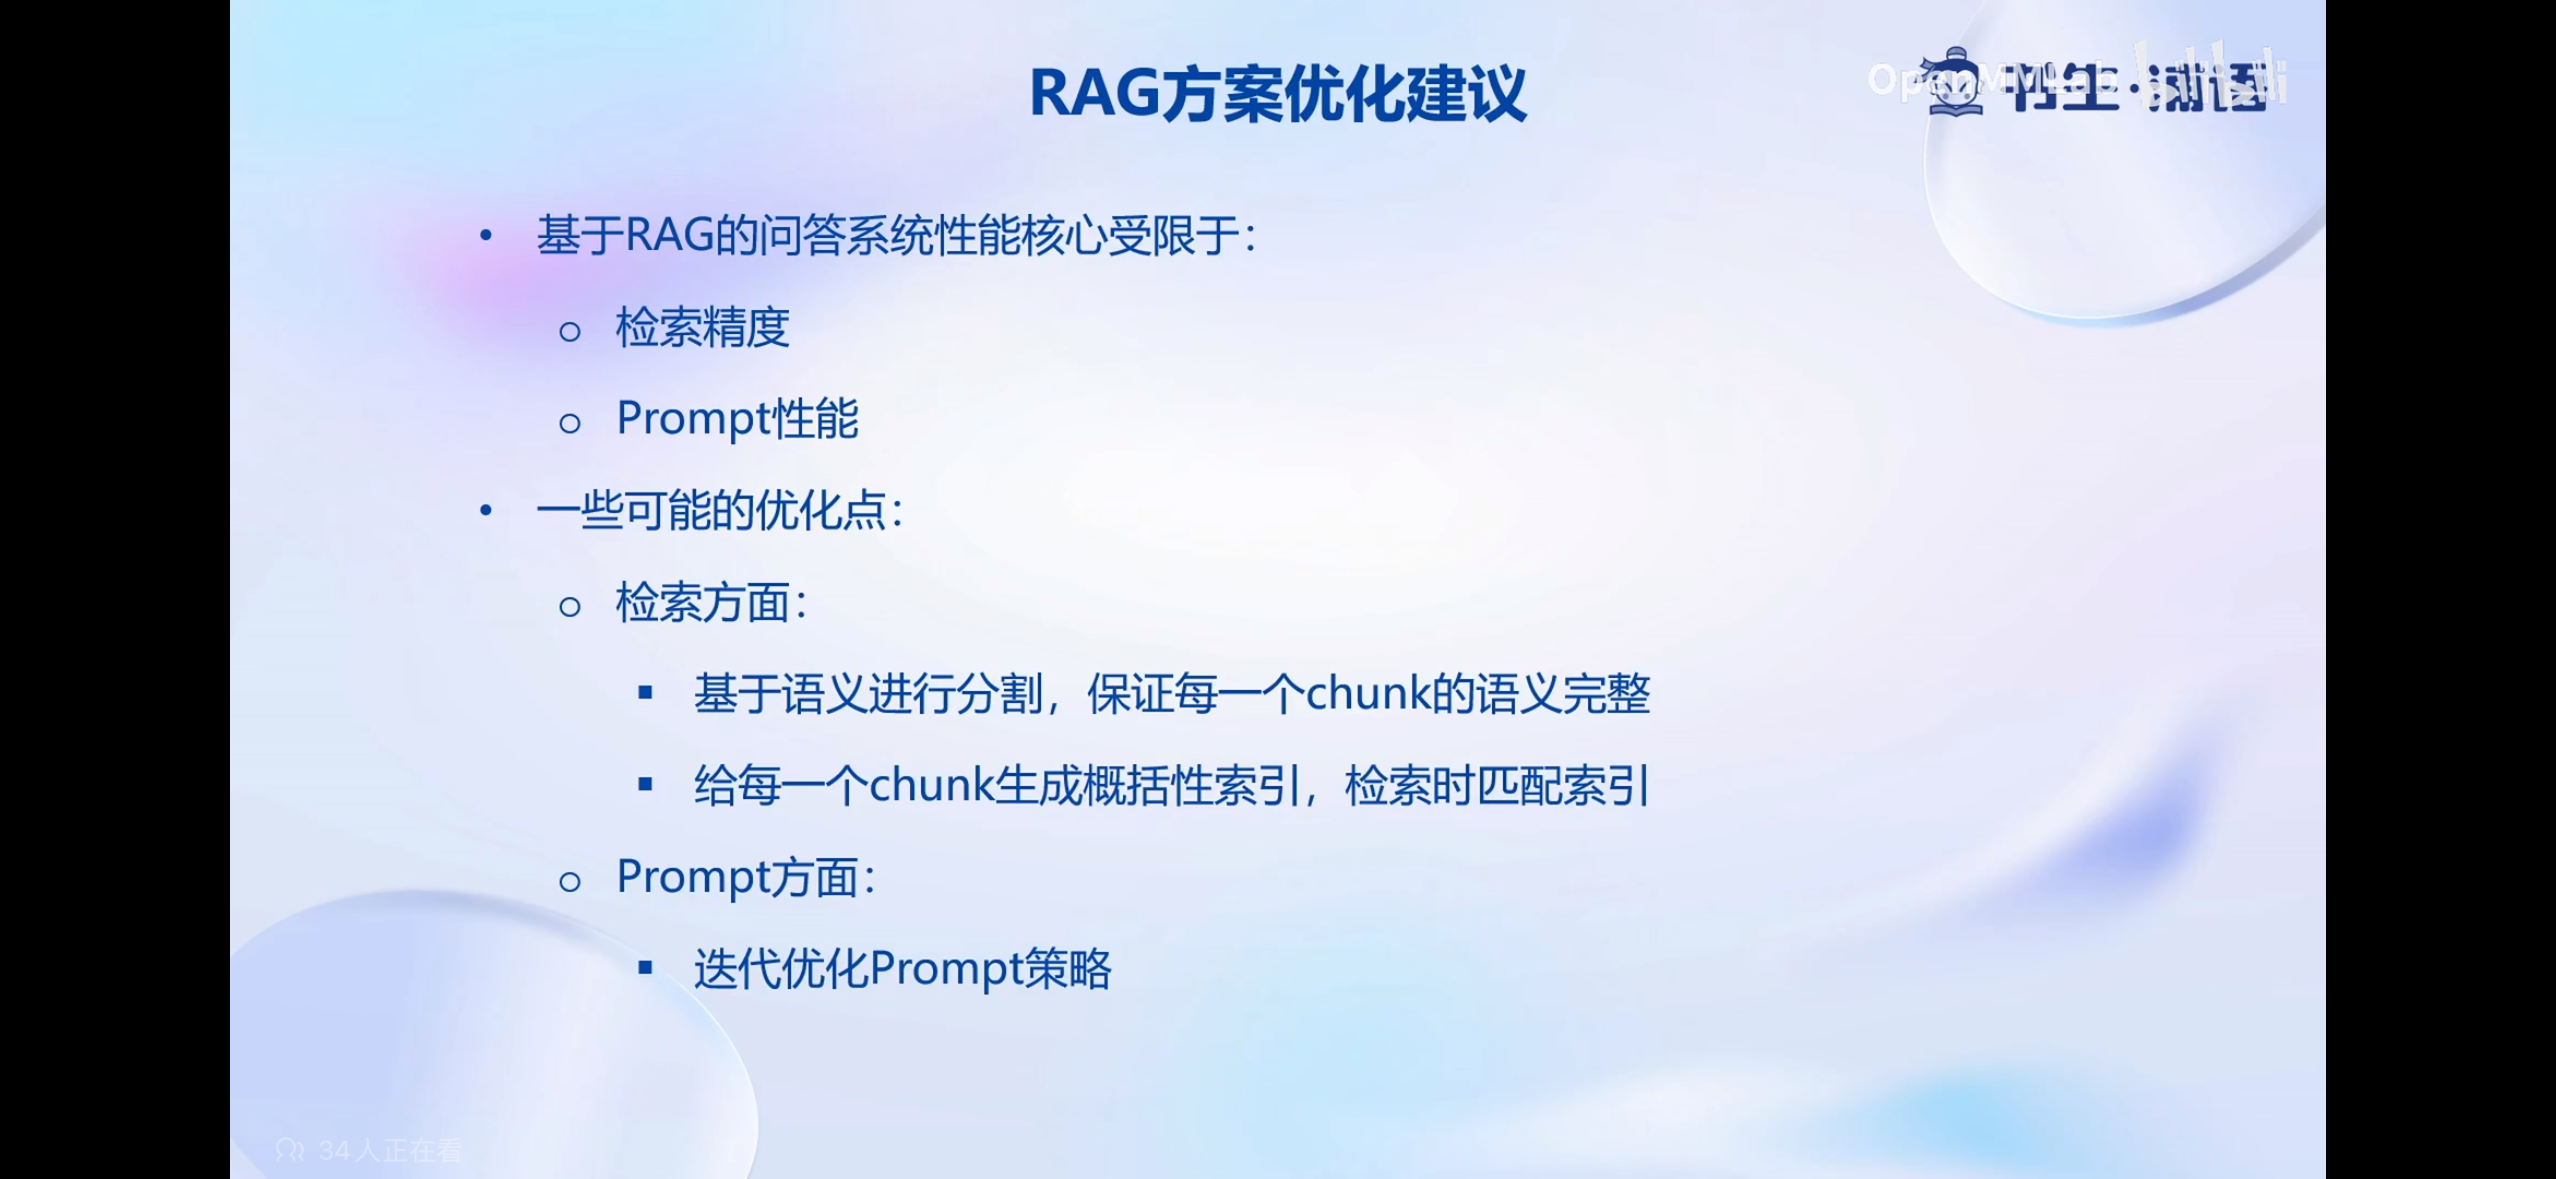 RAG方案优化建议
OpenMMLab bilibili
书生·浦语
• 基于RAG的问答系统性能核心受限于：
o 检索精度
o Prompt性能
• 一些可能的优化点：
o 检索方面：
▪ 基于语义进行分割，保证每一个chunk的语义完整
▪ 给每一个chunk生成概括性索引，检索时匹配索引
o Prompt方面：
▪ 迭代优化Prompt策略
34人正在看